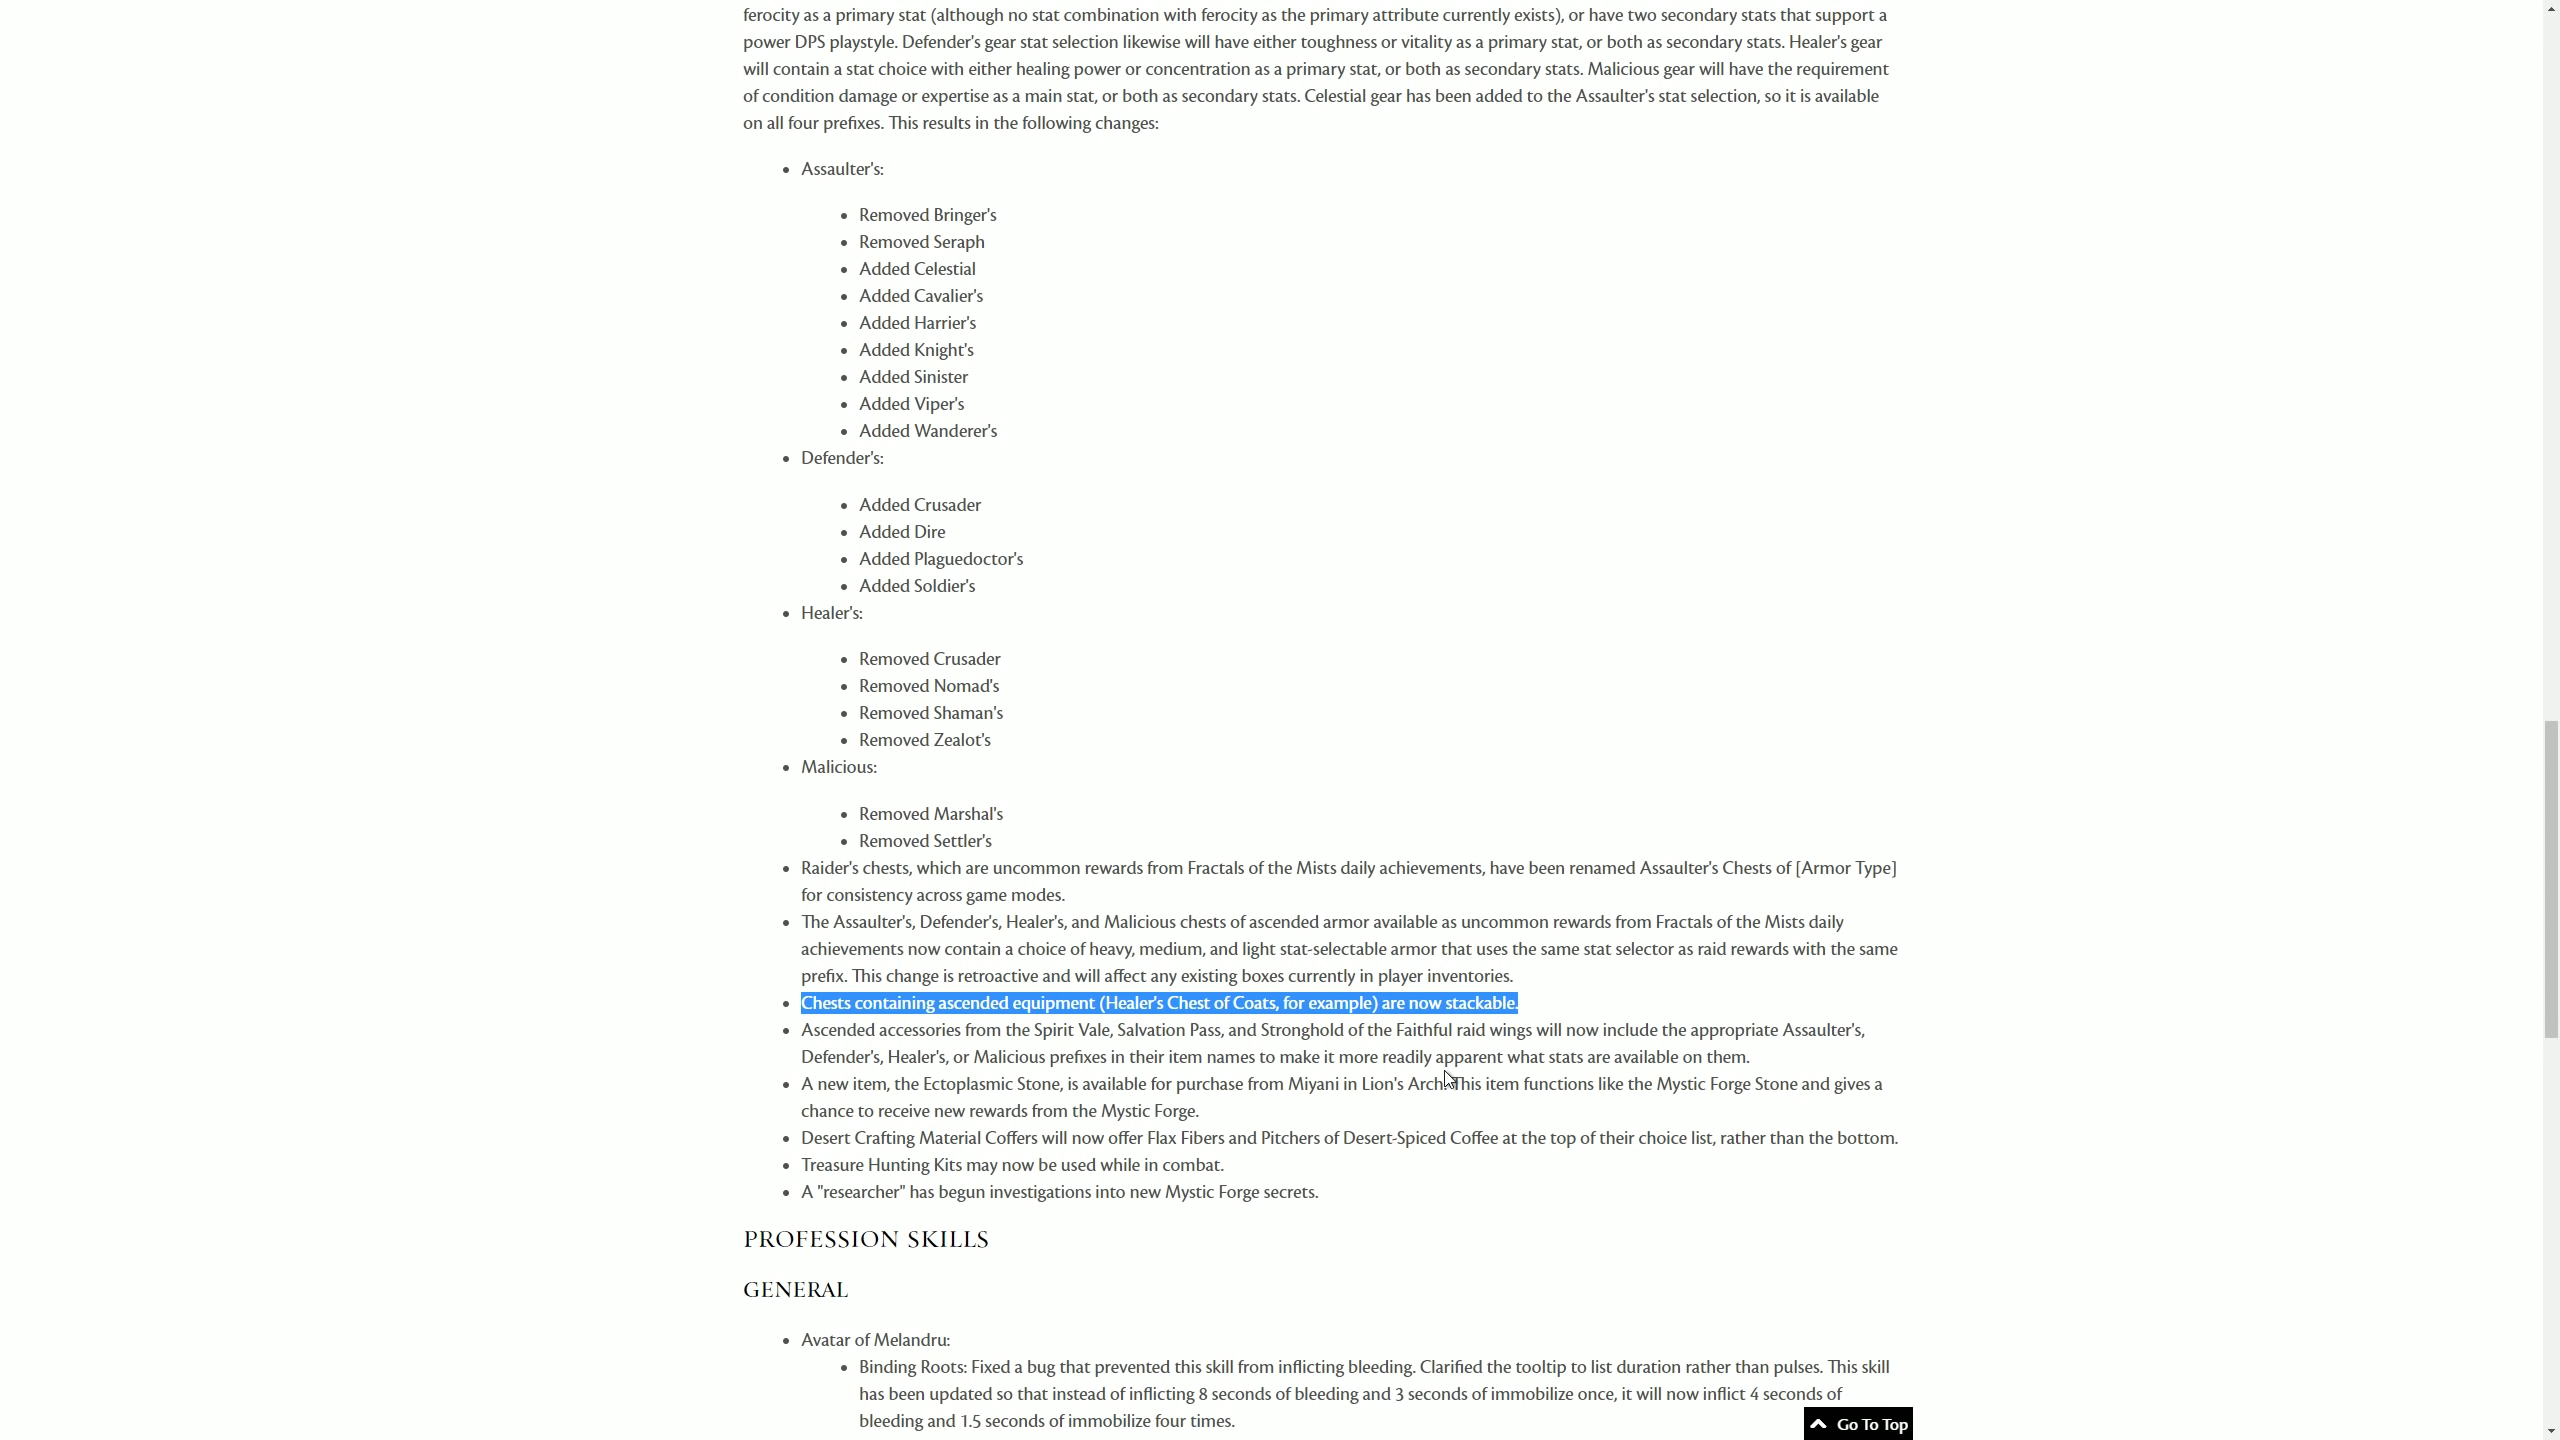 ferocity as a primary stat (although no stat combination with ferocity as the primary attribute currently exists), or have two secondary stats that support a
power DPS playstyle. Defender's gear stat selection likewise will have either toughness or vitality as a primary stat, or both as secondary stats. Healer's gear
will contain a stat choice with either healing power or concentration as a primary stat, or both as secondary stats. Malicious gear will have the requirement
of condition damage or expertise as a main stat, or both as secondary stats. Celestial gear has been added to the Assaulter's stat selection, so it is available
on all four prefixes. This results in the following changes:
• Assaulter's:
• Removed Bringer's
• Removed Seraph
• Added Celestial
• Added Cavalier's
• Added Harrier's
• Added Knight's
• Added Sinister
• Added Viper's
• Added Wanderer's
• Defender's:
• Added Crusader
• Added Dire
• Added Plaguedoctor's
• Added Soldier's
• Healer's:
• Removed Crusader
• Removed Nomad's
• Removed Shaman's
• Removed Zealot's
• Malicious:
• Removed Marshal's
• Removed Settler's
• Raider's chests, which are uncommon rewards from Fractals of the Mists daily achievements, have been renamed Assaulter's Chests of [Armor Type]
for consistency across game modes.
• The Assaulter's, Defender's, Healer's, and Malicious chests of ascended armor available as uncommon rewards from Fractals of the Mists daily
achievements now contain a choice of heavy, medium, and light stat-selectable armor that uses the same stat selector as raid rewards with the same
prefix. This change is retroactive and will affect any existing boxes currently in player inventories.
• Chests containing ascended equipment (Healer's Chest of Coats, for example) are now stackable.
• Ascended accessories from the Spirit Vale, Salvation Pass, and Stronghold of the Faithful raid wings will now include the appropriate Assaulter's,
Defender's, Healer's, or Malicious prefixes in their item names to make it more readily apparent what stats are available on them.
• A new item, the Ectoplasmic Stone, is available for purchase from Miyani in Lion's Arch. This item functions like the Mystic Forge Stone and gives a
chance to receive new rewards from the Mystic Forge.
• Desert Crafting Material Coffers will now offer Flax Fibers and Pitchers of Desert-Spiced Coffee at the top of their choice list, rather than the bottom.
• Treasure Hunting Kits may now be used while in combat.
• A "researcher" has begun investigations into new Mystic Forge secrets.
PROFESSION SKILLS
GENERAL
• Avatar of Melandru:
• Binding Roots: Fixed a bug that prevented this skill from inflicting bleeding. Clarified the tooltip to list duration rather than pulses. This skill
has been updated so that instead of inflicting 8 seconds of bleeding and 3 seconds of immobilize once, it will now inflict 4 seconds of
bleeding and 1.5 seconds of immobilize four times.
Go To Top